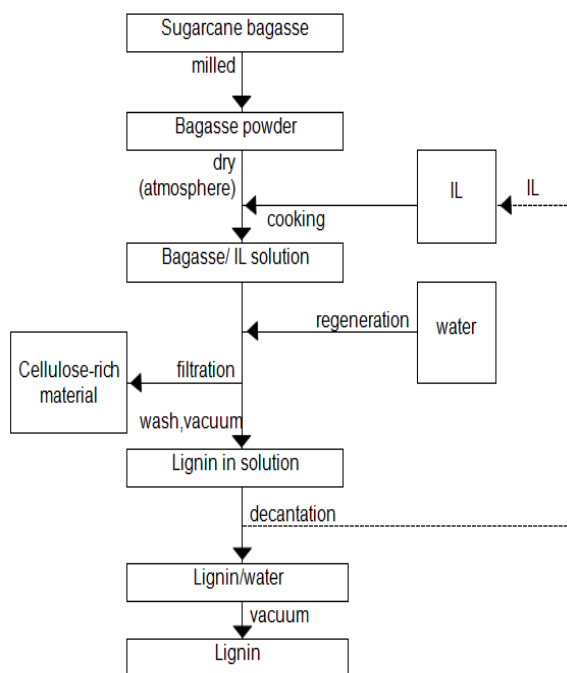 Sugarcane bagasse
milled
Bagasse powder
dry
(atmosphere)
IL
IL
cooking
Bagasse/ IL solution
regeneration
water
Cellulose-rich
material
filtration
wash,vacuum
Lignin in solution
decantation
Lignin/water
vacuum
Lignin